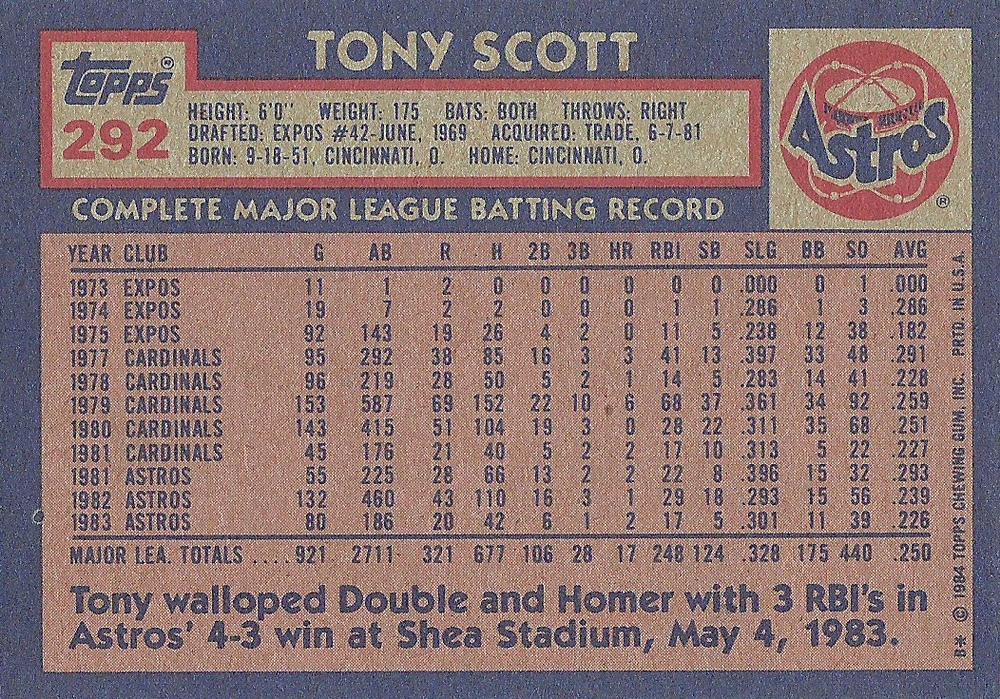 TONY SCOTT
Topps®
292
HEIGHT: 6'0" WEIGHT: 175 BATS: BOTH THROWS: RIGHT
DRAFTED: EXPOS #42-JUNE, 1969 ACQUIRED: TRADE, 6-7-81
BORN: 9-18-51, CINCINNATI, O. HOME: CINCINNATI, O.
Astros
®
COMPLETE MAJOR LEAGUE BATTING RECORD
YEAR CLUB G AB R H 2B 3B HR RBI SB SLG BB SO AVG
1973 EXPOS 11 1 2 0 0 0 0 0 0 .000 0 1 .000
1974 EXPOS 19 7 2 2 0 0 0 1 1 .286 1 3 .286
1975 EXPOS 92 143 19 26 4 2 0 11 5 .238 12 38 .182
1977 CARDINALS 95 292 38 85 16 3 3 41 13 .397 33 48 .291
1978 CARDINALS 96 219 28 50 5 2 1 14 5 .283 14 41 .228
1979 CARDINALS 153 587 69 152 22 10 6 68 37 .361 34 92 .259
1980 CARDINALS 143 415 51 104 19 3 0 28 22 .311 35 68 .251
1981 CARDINALS 45 176 21 40 5 2 2 17 10 .313 5 22 .227
1981 ASTROS 55 225 28 66 13 2 2 22 8 .396 15 32 .293
1982 ASTROS 132 460 43 110 16 3 1 29 18 .293 15 56 .239
1983 ASTROS 80 186 20 42 6 1 2 17 5 .301 11 39 .226
MAJOR LEA. TOTALS ....921 2711 321 677 106 28 17 248 124 .328 175 440 .250
Tony walloped Double and Homer with 3 RBI's in
Astros' 4-3 win at Shea Stadium, May 4, 1983.
B* © 1984 TOPPS CHEWING GUM, INC. PRTD. IN U.S.A.